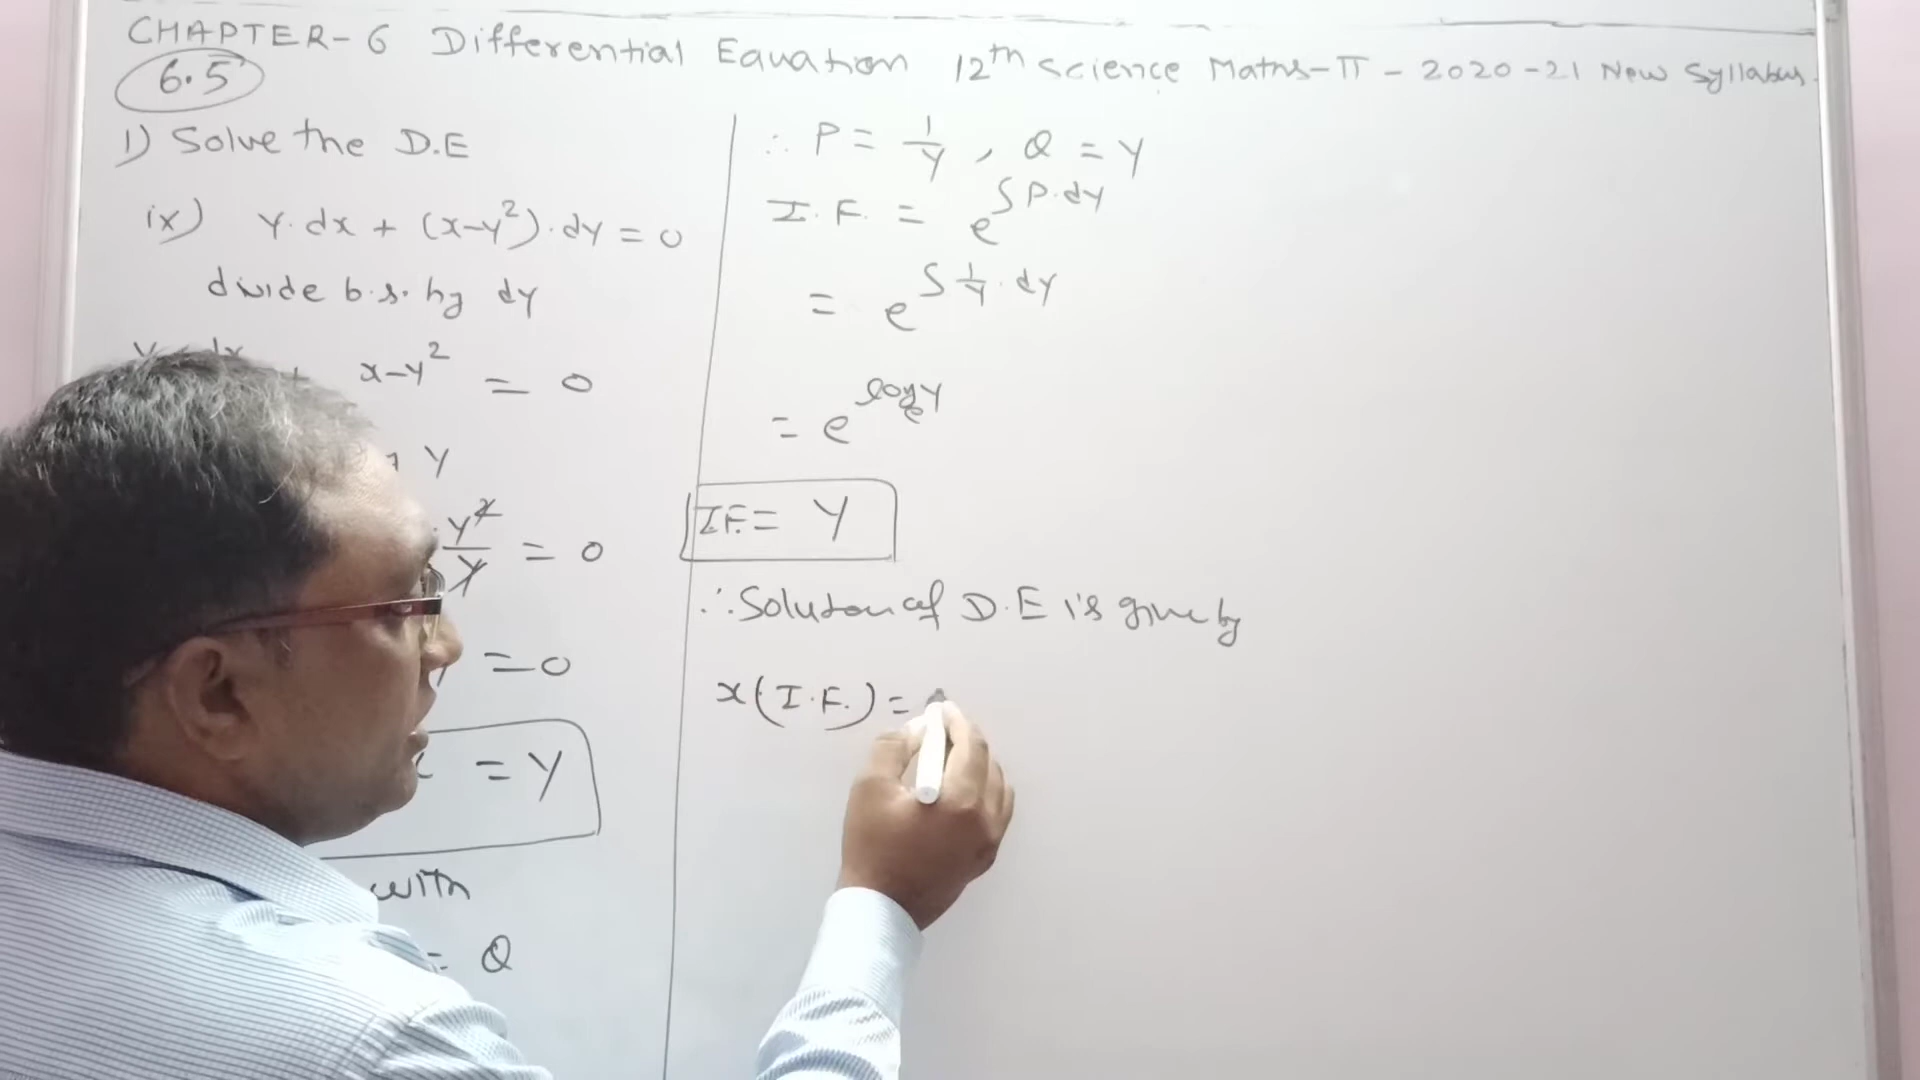 CHAPTER-6 Differential Equation 12th Science Maths-II - 2020-21 New Syllabus.
6.5
1) Solve the D.E
ix) y·dx + (x-y²)·dy = 0
divide b.s. by dy
x-y² = 0
y
y²/y = 0
= 0
= y
with
= Q
∴ P = 1/y , Q = y
I.F. = e^∫P·dy
= e^∫1/y·dy
= e^logₑy
I.F. = y
∴ Solution of D.E is given by
x(I.F.) =